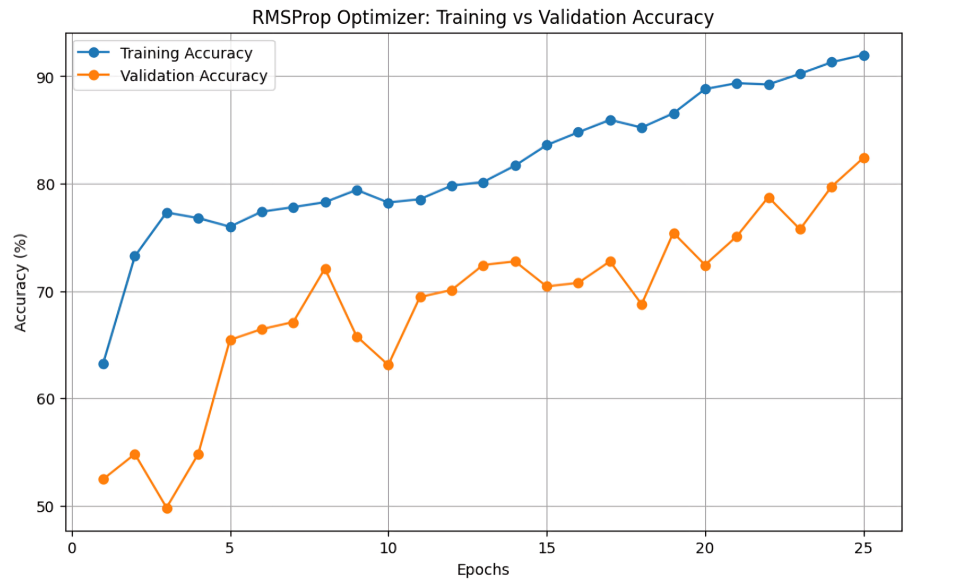 RMSProp Optimizer: Training vs Validation Accuracy
Training Accuracy
Validation Accuracy
Accuracy (%)
90
80
70
60
50
0 5 10 15 20 25
Epochs